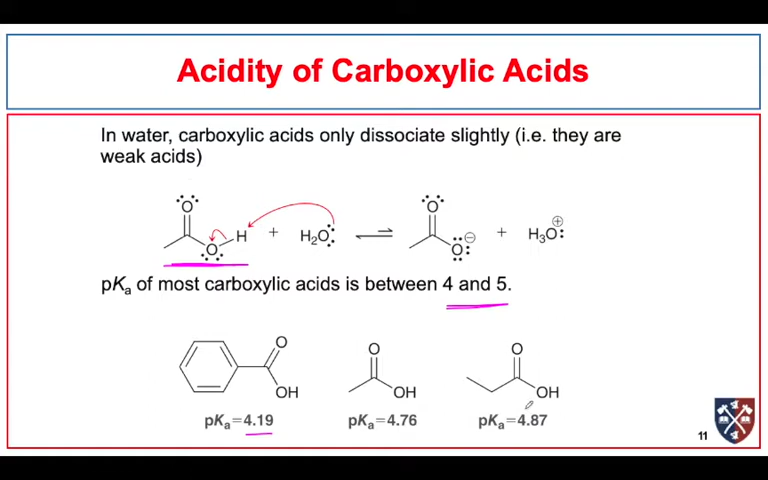 Acidity of Carboxylic Acids
In water, carboxylic acids only dissociate slightly (i.e. they are
weak acids)
O O H + H₂O ⇌ O O ⊖ + H₃O ⊕
pKₐ of most carboxylic acids is between 4 and 5.
O OH O OH O OH
pKₐ=4.19 pKₐ=4.76 pKₐ=4.87
11